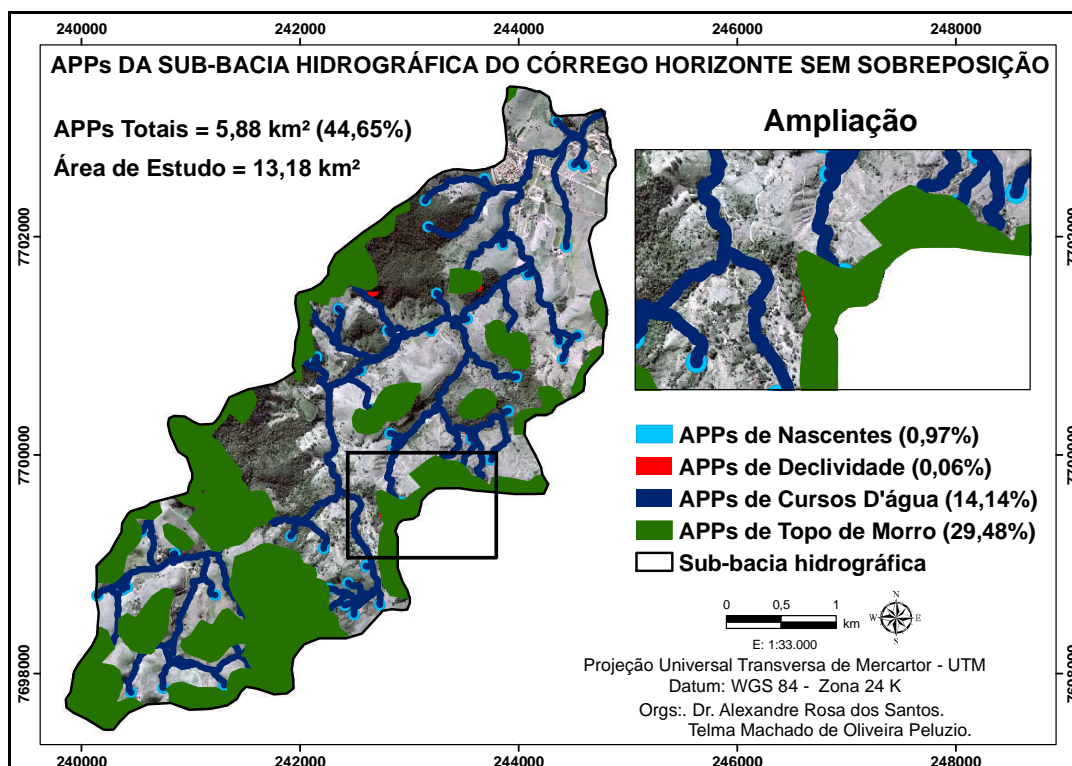 240000 242000 244000 246000 248000
APPs DA SUB-BACIA HIDROGRÁFICA DO CÓRREGO HORIZONTE SEM SOBREPOSIÇÃO
APPs Totais = 5,88 km² (44,65%)
Área de Estudo = 13,18 km²
Ampliação
7702000
7702000
7700000
7700000
7698000
7698000
APPs de Nascentes (0,97%)
APPs de Declividade (0,06%)
APPs de Cursos D'água (14,14%)
APPs de Topo de Morro (29,48%)
Sub-bacia hidrográfica
0 0,5 1
km
E: 1:33.000
N
W E
S
Projeção Universal Transversa de Mercartor - UTM
Datum: WGS 84 - Zona 24 K
Orgs:. Dr. Alexandre Rosa dos Santos.
Telma Machado de Oliveira Peluzio.
240000 242000 244000 246000 248000